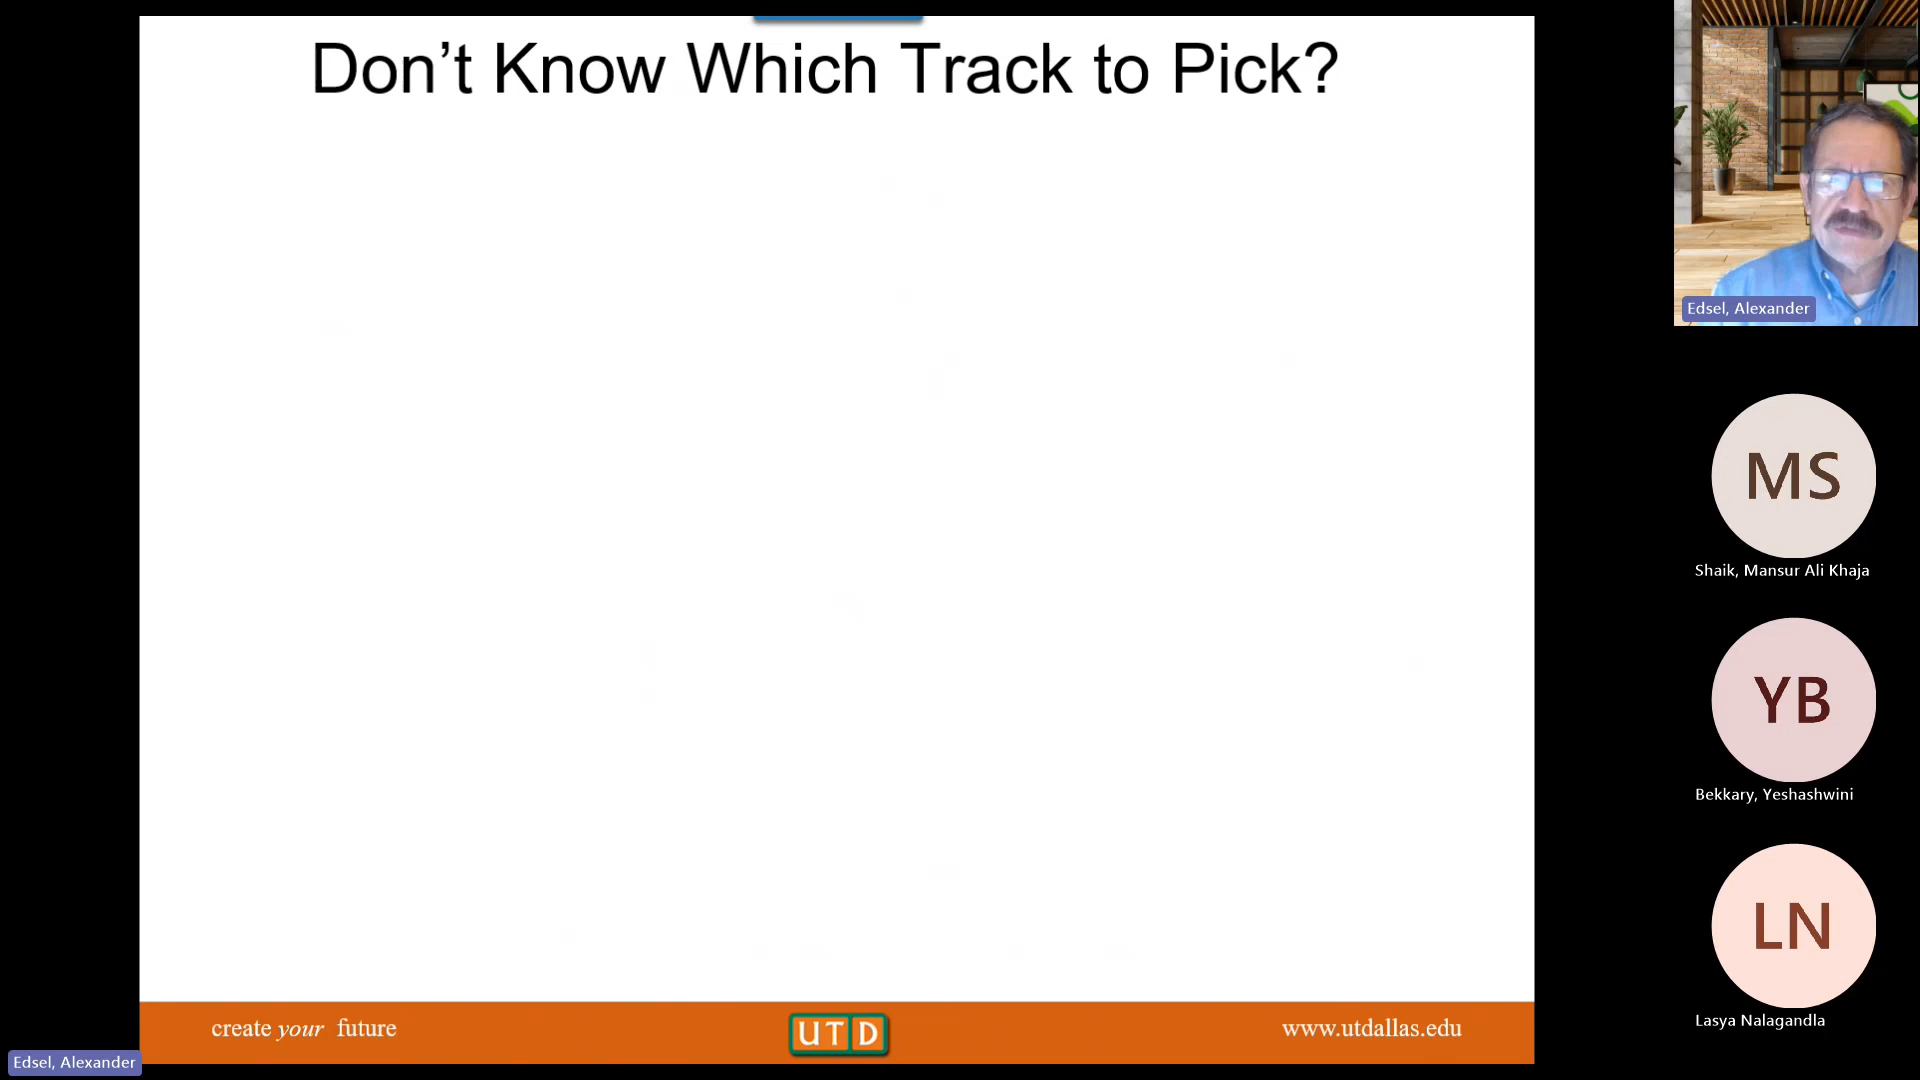 Don't Know Which Track to Pick?
create your future
UTD
www.utdallas.edu
Edsel, Alexander
Edsel, Alexander
MS
Shaik, Mansur Ali Khaja
YB
Bekkary, Yeshashwini
LN
Lasya Nalagandla